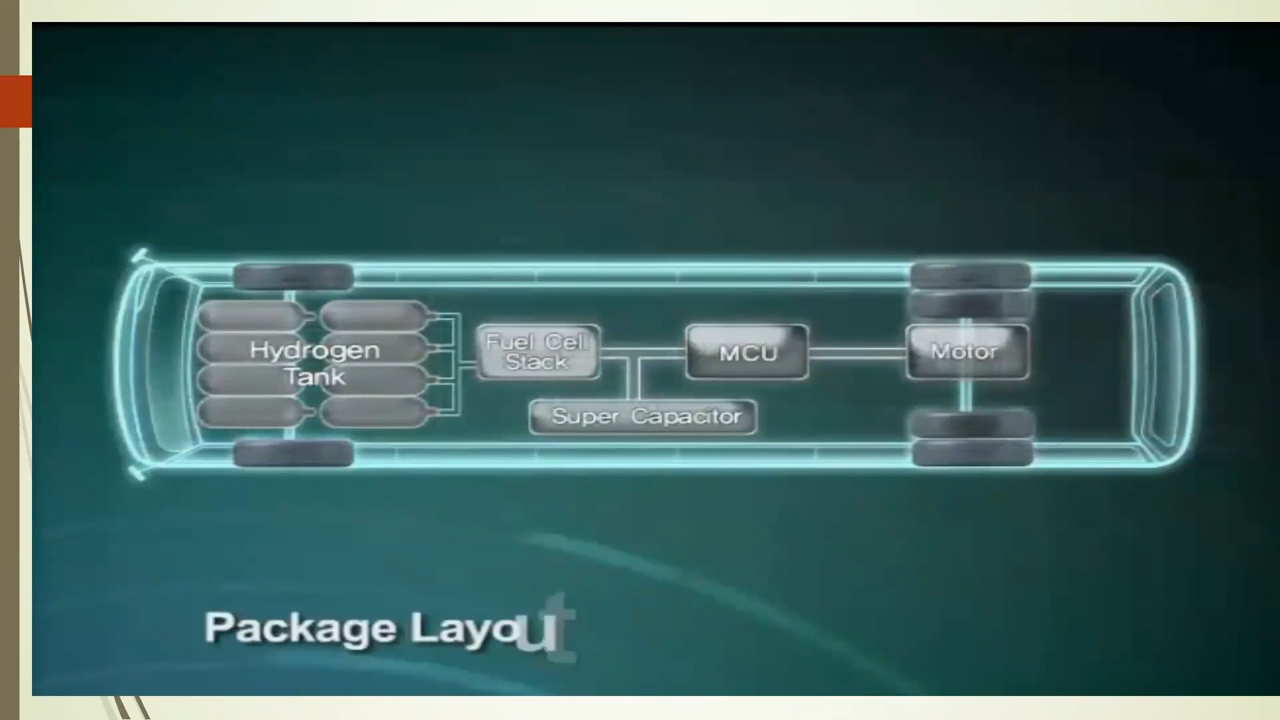 Hydrogen
Tank
Fuel Cell
Stack
MCU
Motor
Super Capacitor
Package Layout